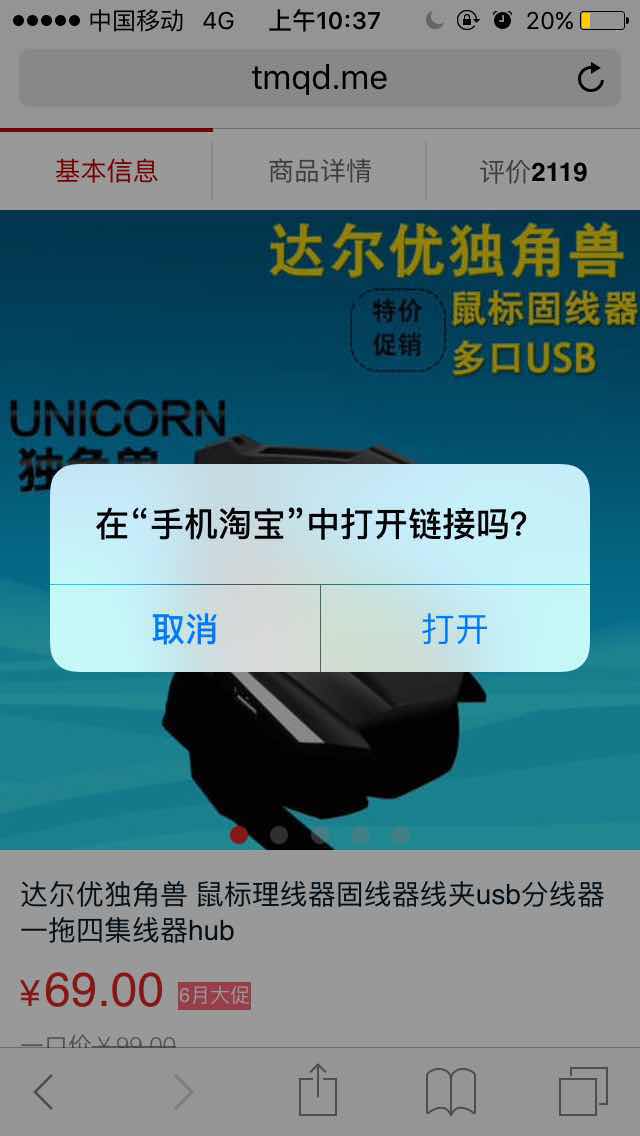 中国移动 4G 上午10:37 20%
tmqd.me
基本信息 商品详情 评价2119
达尔优独角兽
特价
促销
鼠标固线器
多口USB
UNICORN
独角兽
在“手机淘宝”中打开链接吗？
取消 打开
达尔优独角兽 鼠标理线器固线器线夹usb分线器
一拖四集线器hub
¥69.00 6月大促
一口价¥99.00